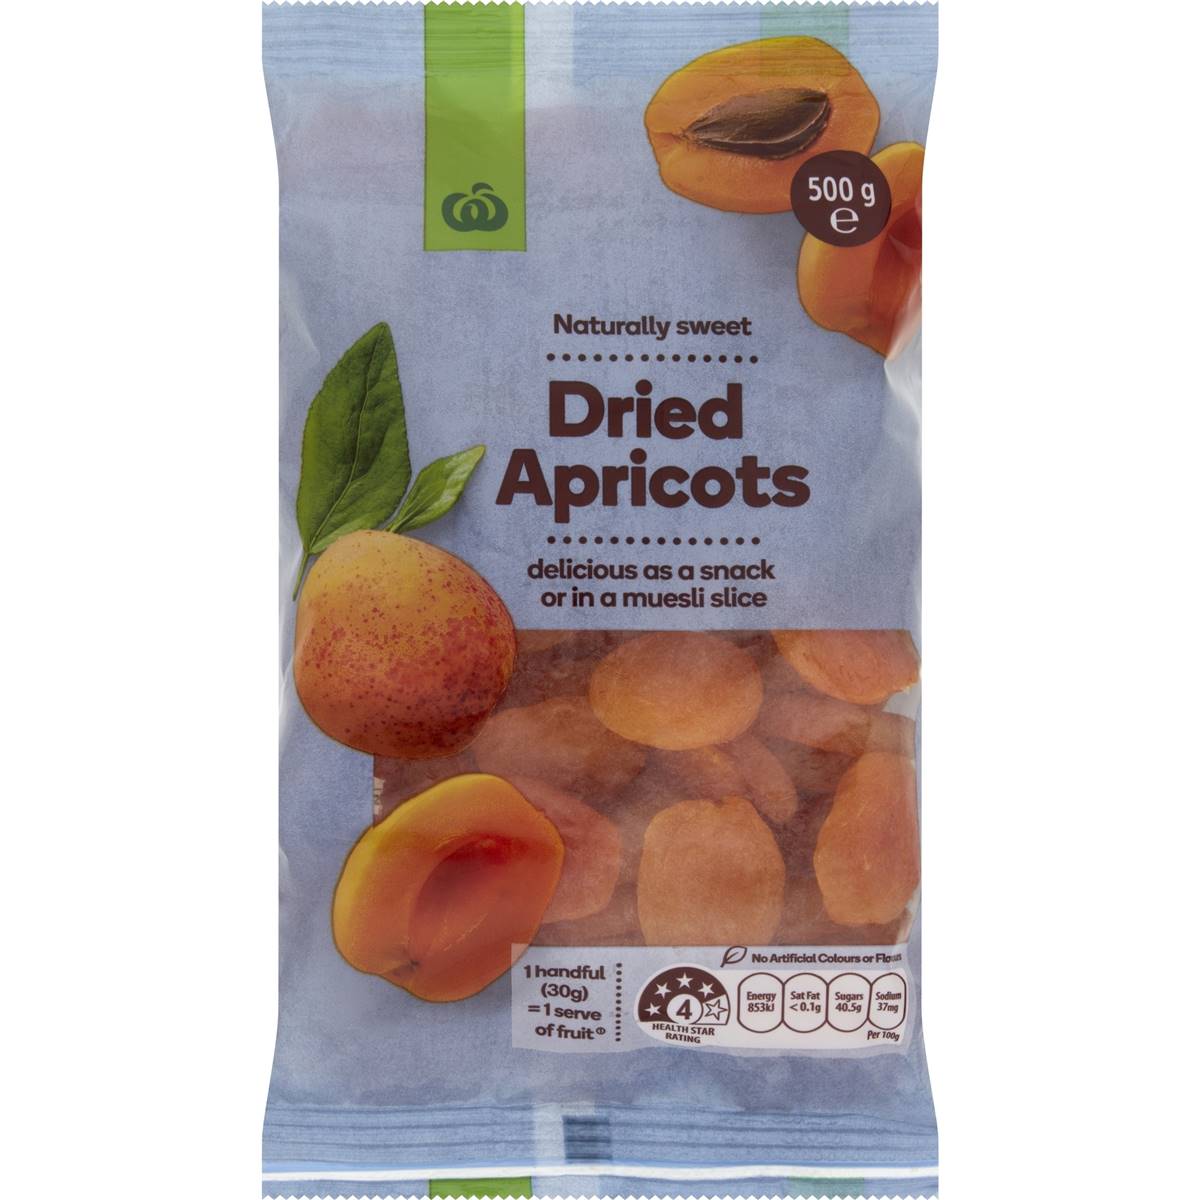 500 g
e
Naturally sweet
Dried
Apricots
delicious as a snack
or in a muesli slice
No Artificial Colours or Flavours
1 handful
(30g)
= 1 serve
of fruit
4
HEALTH STAR
RATING
Energy
853kJ
Sat Fat
< 0.1g
Sugars
40.5g
Sodium
37mg
Per 100g